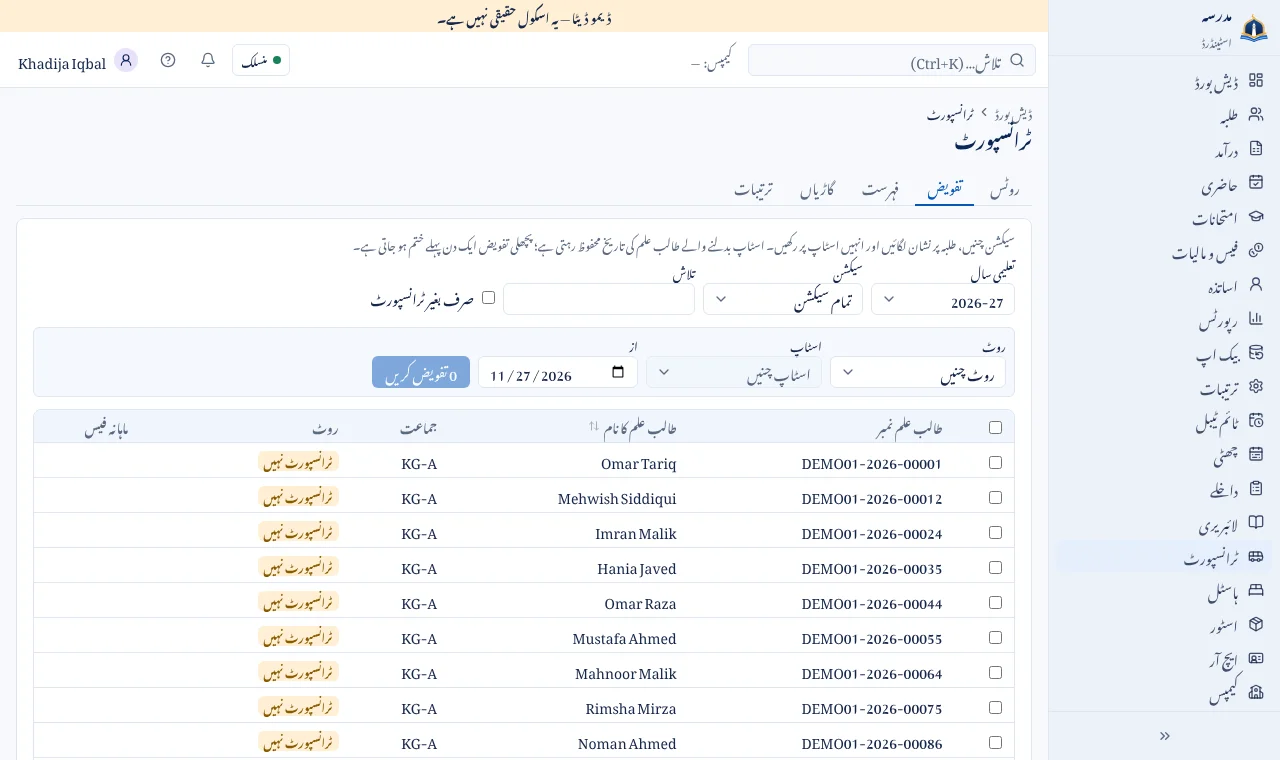 ڈیمو ڈیٹا — یہ اسکول حقیقی نہیں ہے۔
مدرسہ
اسٹینڈرڈ
ڈیش بورڈ
طلبہ
درآمد
حاضری
امتحانات
فیس و مالیات
اساتذہ
رپورٹس
بیک اپ
ترتیبات
ٹائم ٹیبل
چھٹی
داخلے
لائبریری
ٹرانسپورٹ
ہاسٹل
اسٹور
ایچ آر
کیمپس
تلاش… (Ctrl+K)
کیمپس: —
منسلک
Khadija Iqbal
ڈیش بورڈ › ٹرانسپورٹ
ٹرانسپورٹ
روٹس تفویض فہرست گاڑیاں ترتیبات
سیکشن چنیں، طلبہ پر نشان لگائیں اور انہیں اسٹاپ پر رکھیں۔ اسٹاپ بدلنے والے طالب علم کی تاریخ محفوظ رہتی ہے؛ پچھلی تفویض ایک دن پہلے ختم ہو جاتی ہے۔
تعلیمی سال سیکشن تلاش
2026-27 تمام سیکشن صرف بغیر ٹرانسپورٹ
روٹ اسٹاپ از
روٹ چنیں اسٹاپ چنیں 11/27/2026 0 تفویض کریں
طالب علم نمبر طالب علم کا نام ↑↓ جماعت روٹ ماہانہ فیس
DEMO01-2026-00001 Omar Tariq KG-A ٹرانسپورٹ نہیں
DEMO01-2026-00012 Mehwish Siddiqui KG-A ٹرانسپورٹ نہیں
DEMO01-2026-00024 Imran Malik KG-A ٹرانسپورٹ نہیں
DEMO01-2026-00035 Hania Javed KG-A ٹرانسپورٹ نہیں
DEMO01-2026-00044 Omar Raza KG-A ٹرانسپورٹ نہیں
DEMO01-2026-00055 Mustafa Ahmed KG-A ٹرانسپورٹ نہیں
DEMO01-2026-00064 Mahnoor Malik KG-A ٹرانسپورٹ نہیں
DEMO01-2026-00075 Rimsha Mirza KG-A ٹرانسپورٹ نہیں
DEMO01-2026-00086 Noman Ahmed KG-A ٹرانسپورٹ نہیں